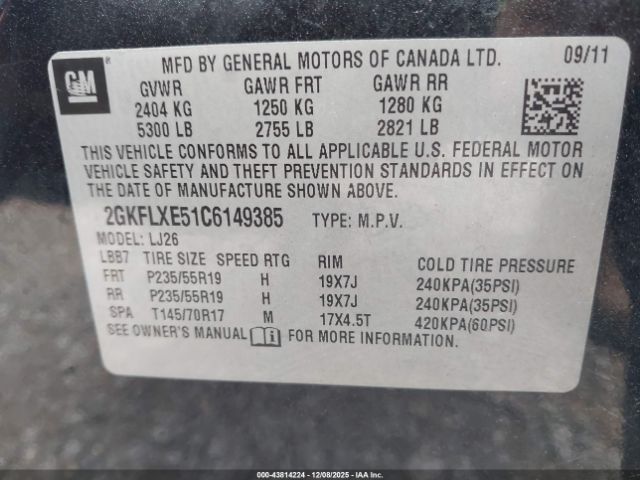 GM ®
MFD BY GENERAL MOTORS OF CANADA LTD. 09/11
GVWR GAWR FRT GAWR RR
2404 KG 1250 KG 1280 KG
5300 LB 2755 LB 2821 LB
THIS VEHICLE CONFORMS TO ALL APPLICABLE U.S. FEDERAL MOTOR
VEHICLE SAFETY AND THEFT PREVENTION STANDARDS IN EFFECT ON
THE DATE OF MANUFACTURE SHOWN ABOVE.
2GKFLXE51C6149385 TYPE: M.P.V.
MODEL: LJ26
LBB7 TIRE SIZE SPEED RTG RIM COLD TIRE PRESSURE
FRT P235/55R19 H 19X7J 240KPA(35PSI)
RR P235/55R19 H 19X7J 240KPA(35PSI)
SPA T145/70R17 M 17X4.5T 420KPA(60PSI)
SEE OWNER'S MANUAL FOR MORE INFORMATION.
000-43814224 - 12/08/2025 - IAA Inc.